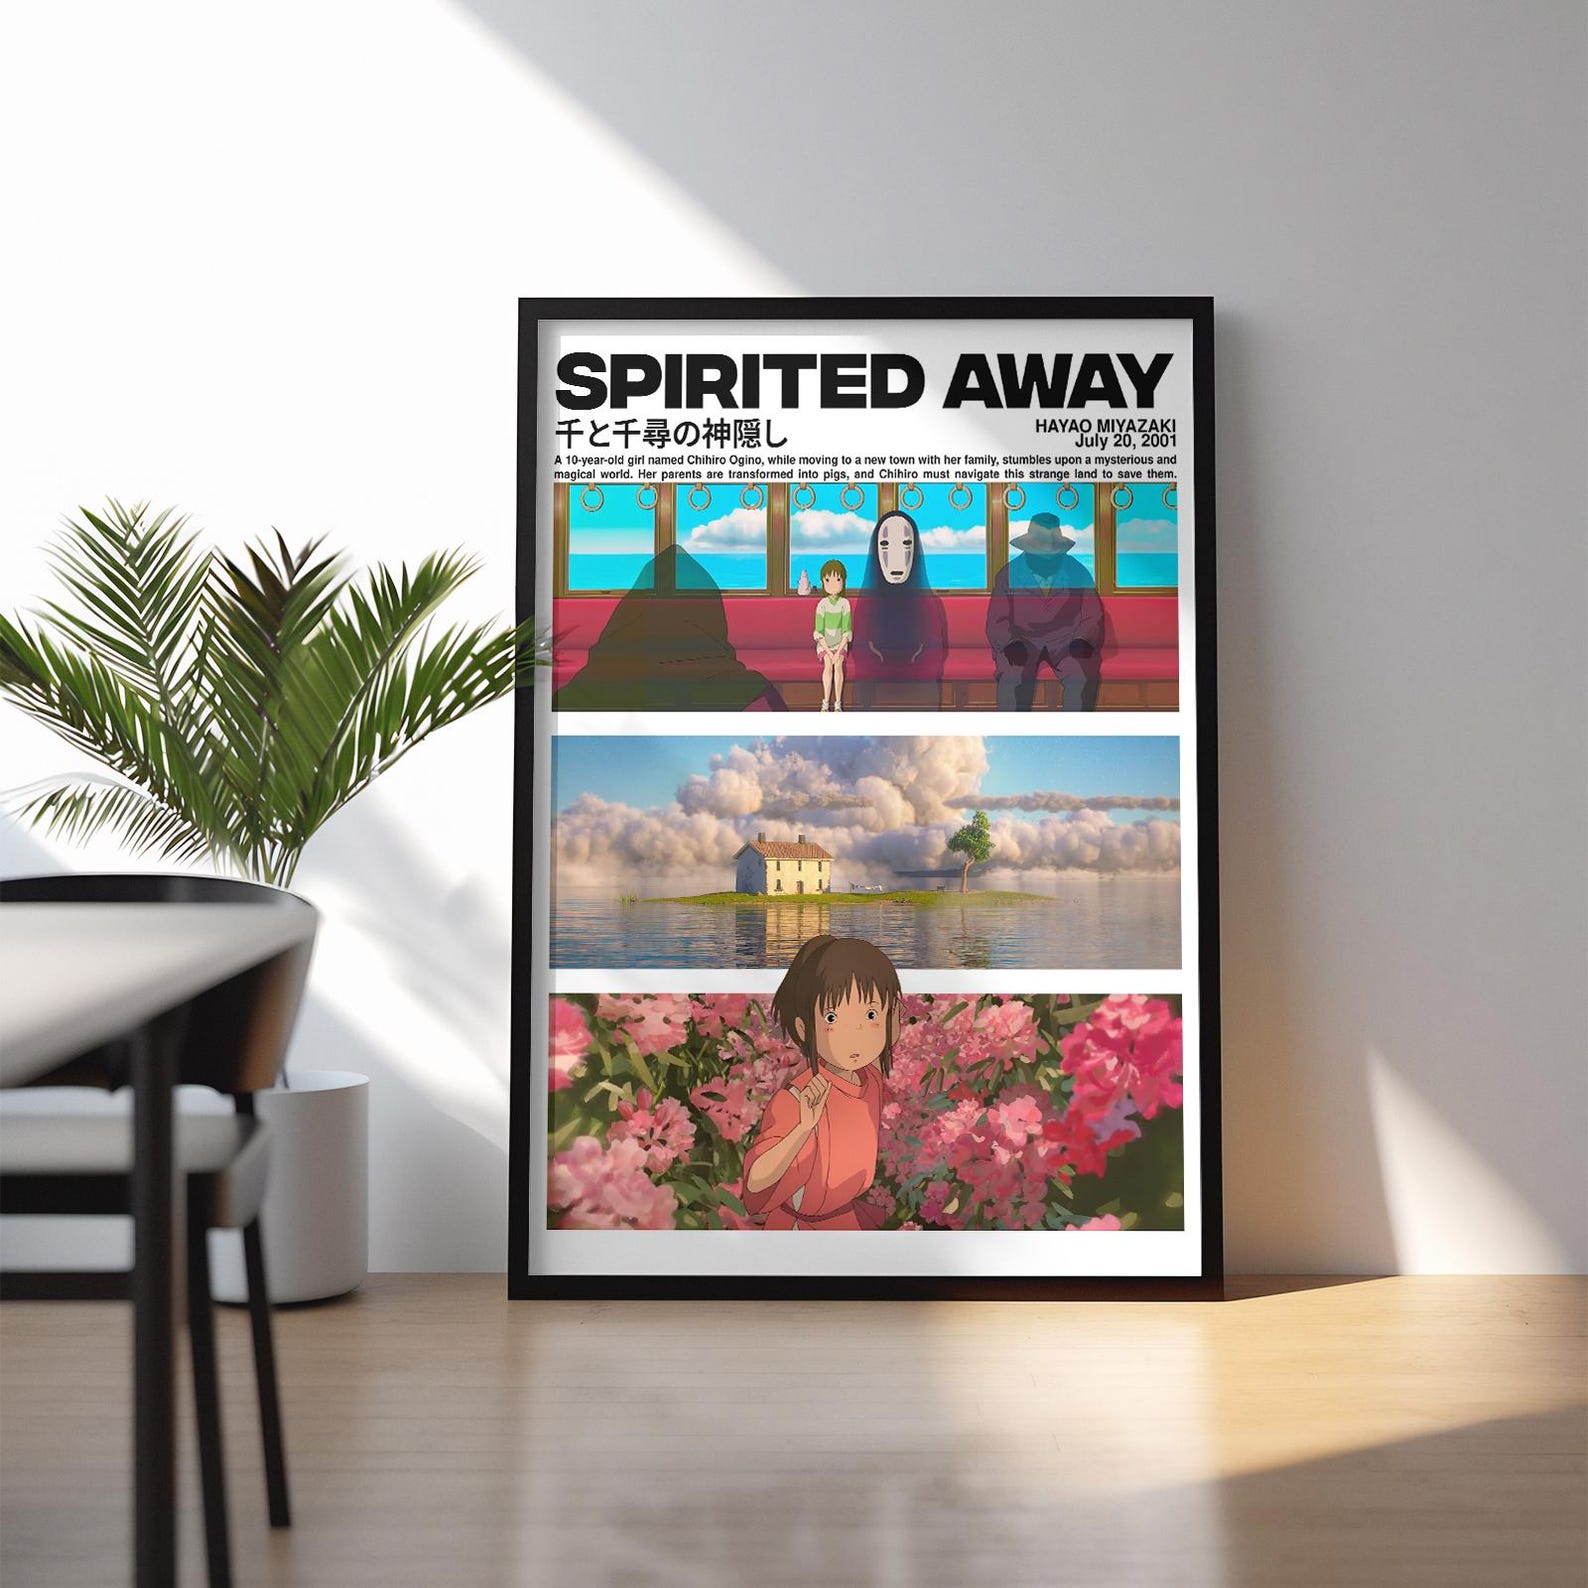 SPIRITED AWAY
千と千尋の神隠し
HAYAO MIYAZAKI
July 20, 2001
A 10-year-old girl named Chihiro Ogino, while moving to a new town with her family, stumbles upon a mysterious and
magical world. Her parents are transformed into pigs, and Chihiro must navigate this strange land to save them.